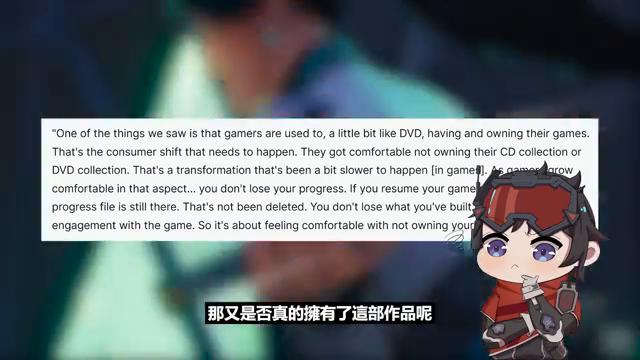 "One of the things we saw is that gamers are used to, a little bit like DVD, having and owning their games.
That's the consumer shift that needs to happen. They got comfortable not owning their CD collection or
DVD collection. That's a transformation that's been a bit slower to happen [in games]. As gamers grow
comfortable in that aspect... you don't lose your progress. If you resume your game
progress file is still there. That's not been deleted. You don't lose what you've built
engagement with the game. So it's about feeling comfortable with not owning your
那又是否真的擁有了這部作品呢